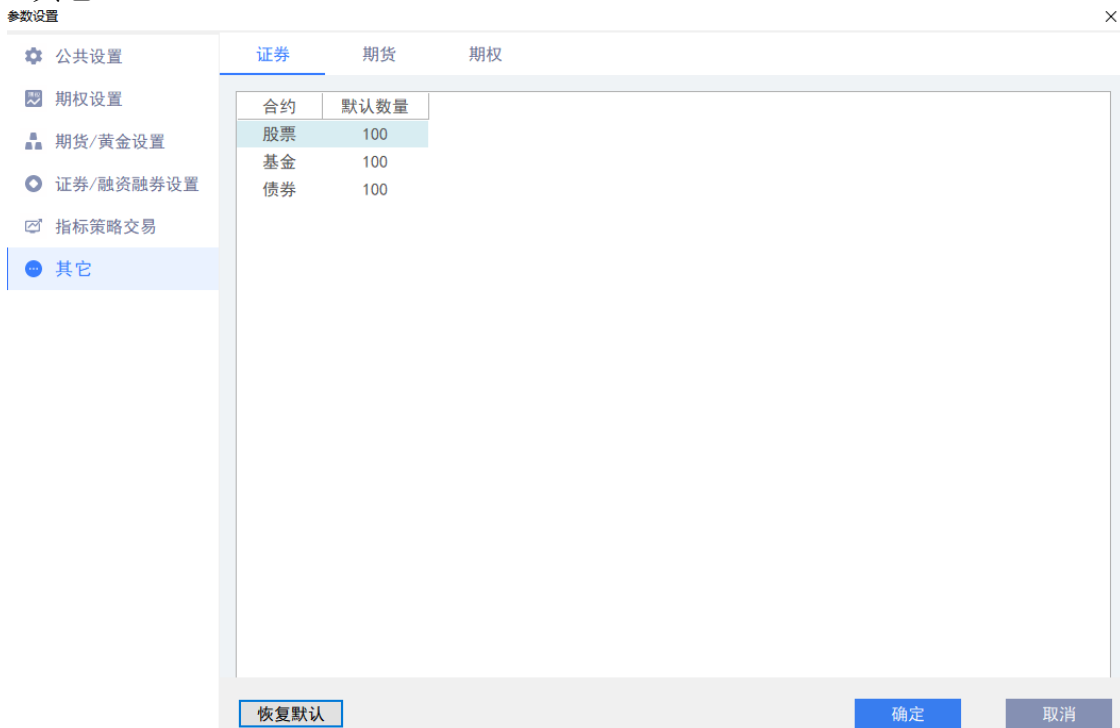 参数设置
公共设置
期权设置
期货/黄金设置
证券/融资融券设置
指标策略交易
其它
证券 期货 期权
合约 默认数量
股票 100
基金 100
债券 100
恢复默认 确定 取消